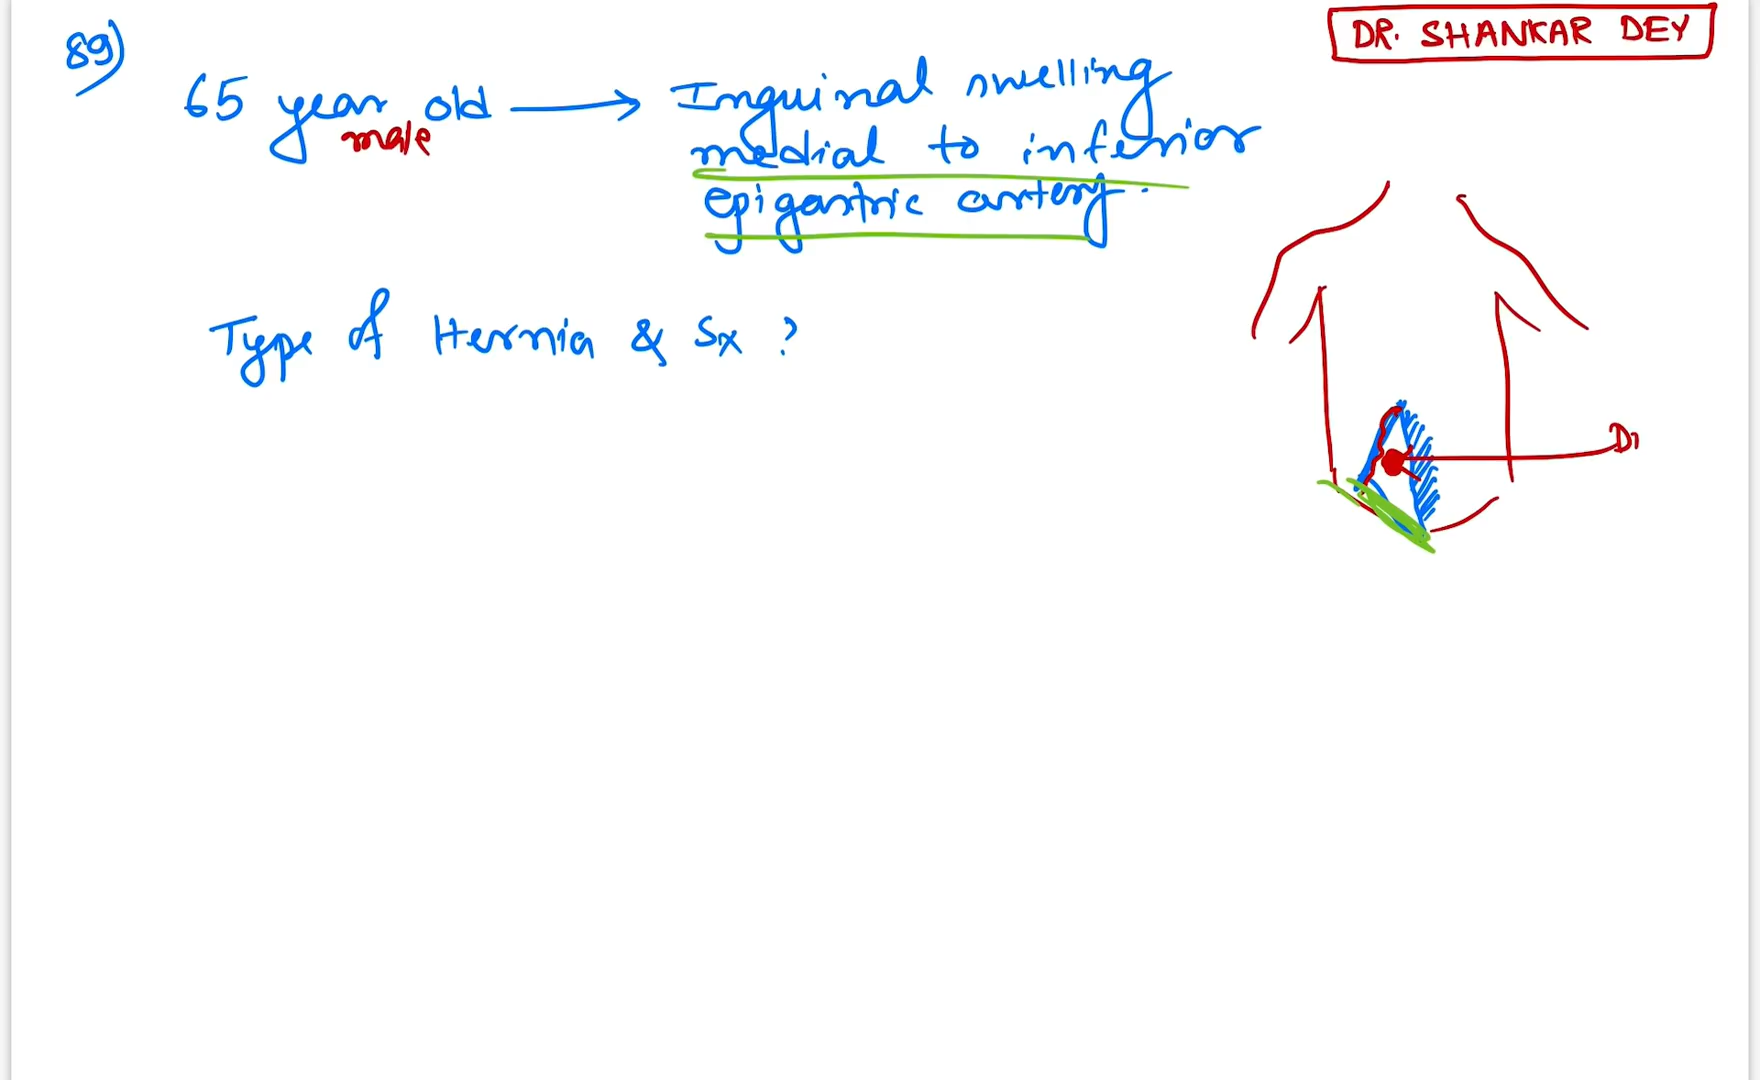 DR. SHANKAR DEY
89)
65 year old → Inguinal swelling
male
medial to inferior
epigastric artery.
Type of Hernia & Sx ?
DI